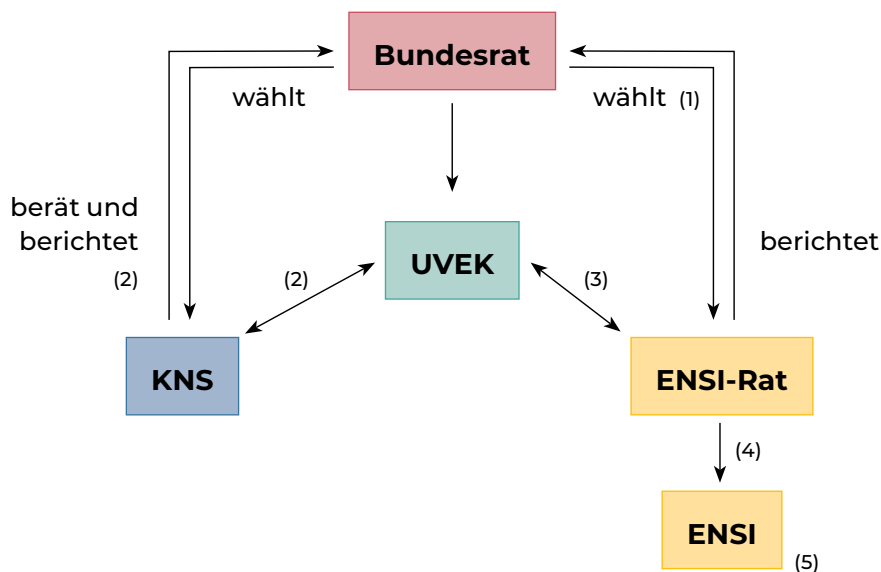 Bundesrat
wählt
wählt (1)
berät und
berichtet
(2)
berichtet
UVEK
(2)
(3)
KNS
ENSI-Rat
(4)
ENSI
(5)